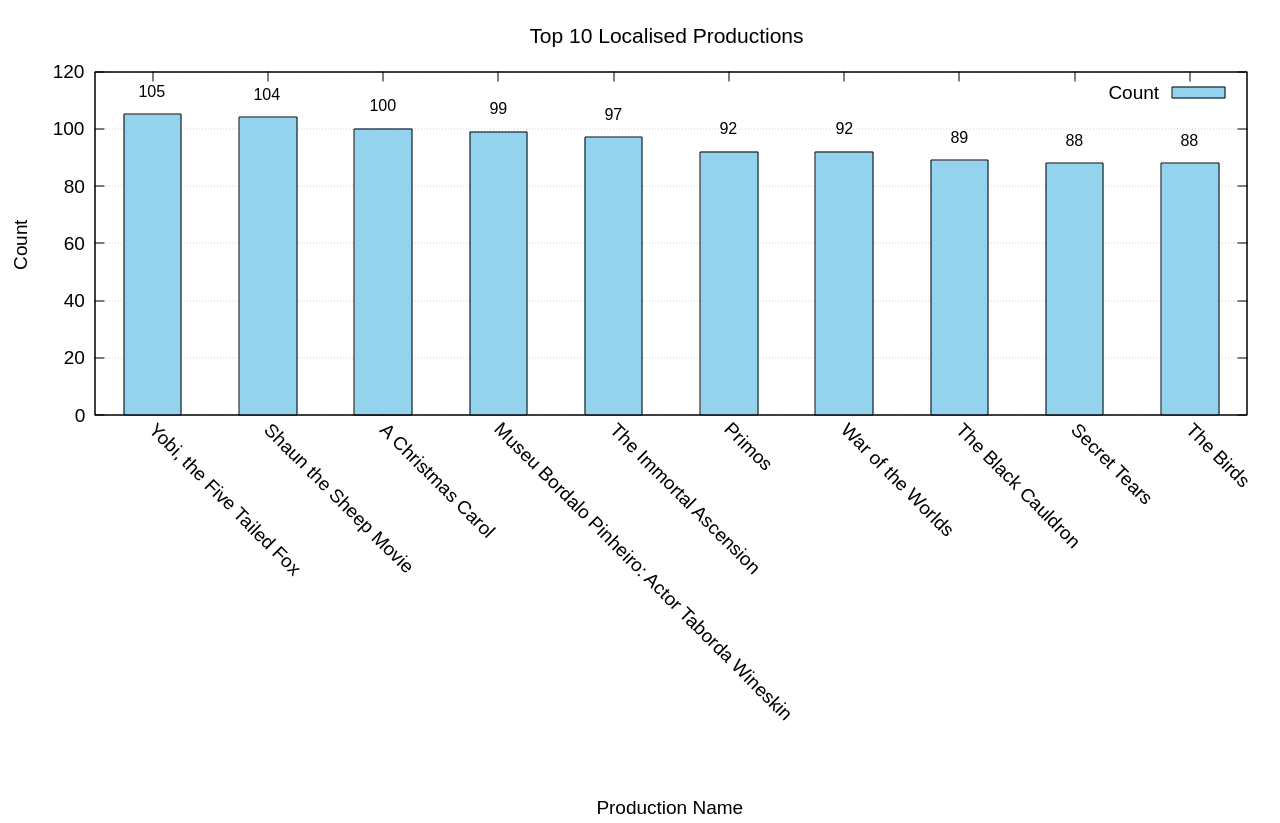 Top 10 Localised Productions
120
100
80
60
40
20
0
Count
Count
105
104
100
99
97
92
92
89
88
88
Yobi, the Five Tailed Fox
Shaun the Sheep Movie
A Christmas Carol
Museu Bordalo Pinheiro: Actor Taborda Wineskin
The Immortal Ascension
Primos
War of the Worlds
The Black Cauldron
Secret Tears
The Birds
Production Name